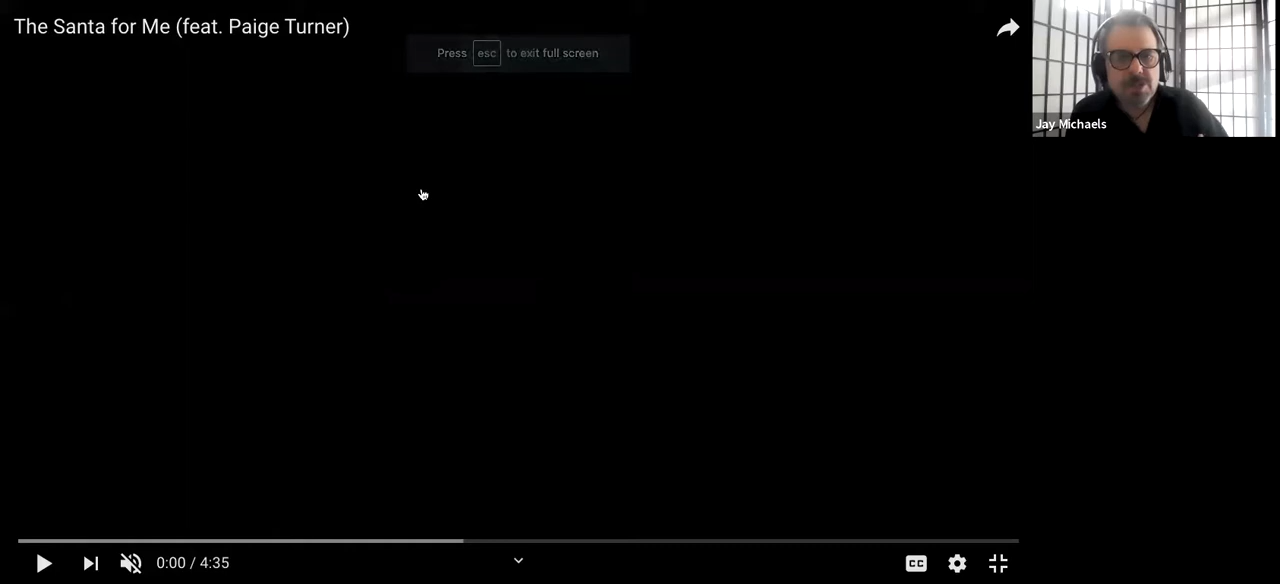 The Santa for Me (feat. Paige Turner)
Press esc to exit full screen
Jay Michaels
0:00 / 4:35
CC